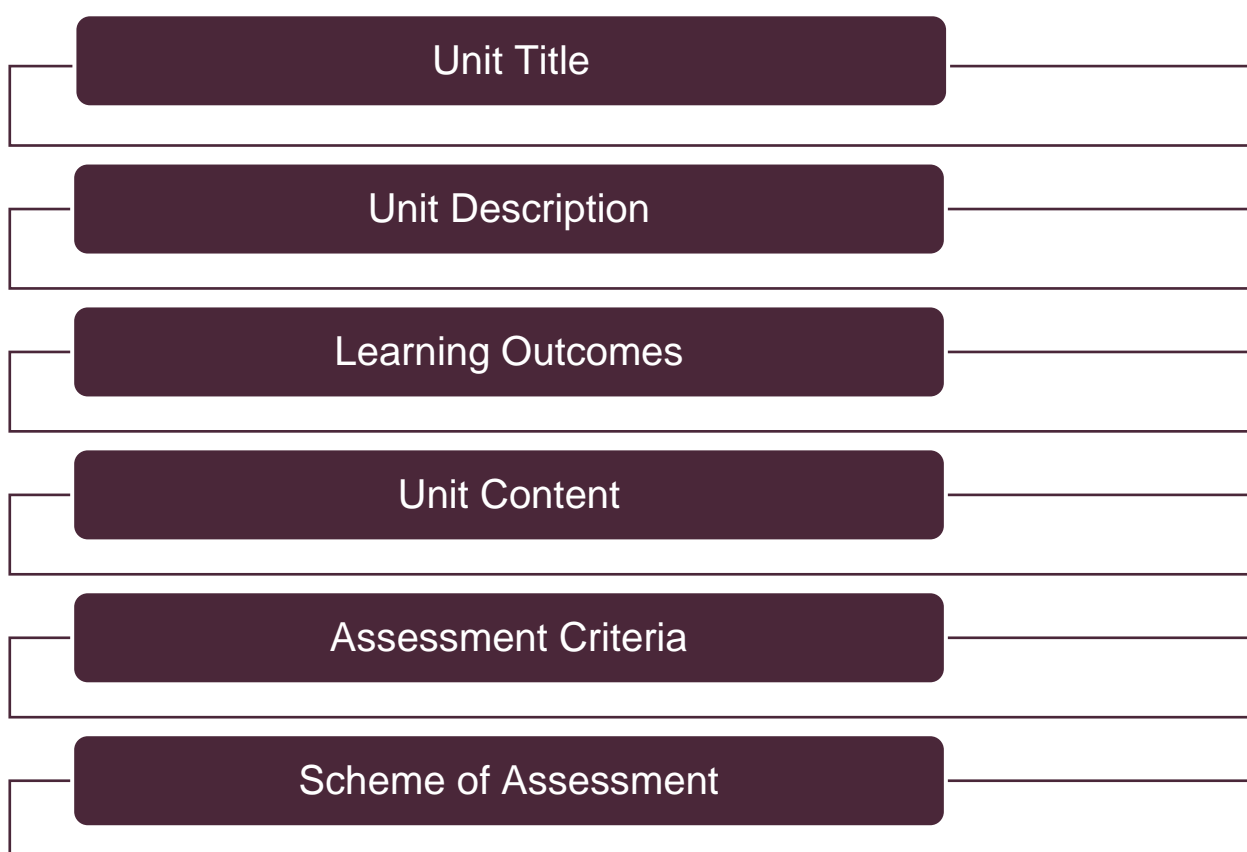 Unit Title
Unit Description
Learning Outcomes
Unit Content
Assessment Criteria
Scheme of Assessment